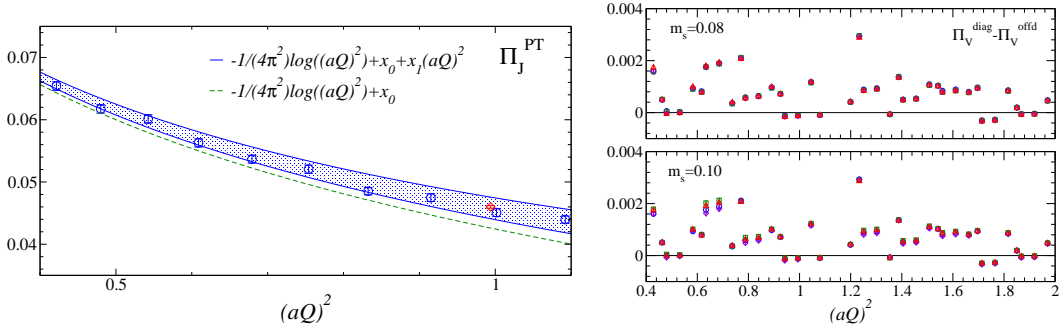 0.07
0.06
0.05
0.04
-1/(4π²)log((aQ)²)+x₀+x₁(aQ)²
-1/(4π²)log((aQ)²)+x₀
Π_J^PT
0.5
1
(aQ)²
0.004
0.002
0
m_s=0.08
Π_V^diag-Π_V^offd
0.004
0.002
0
m_s=0.10
0.4 0.6 0.8 1 1.2 1.4 1.6 1.8 2
(aQ)²